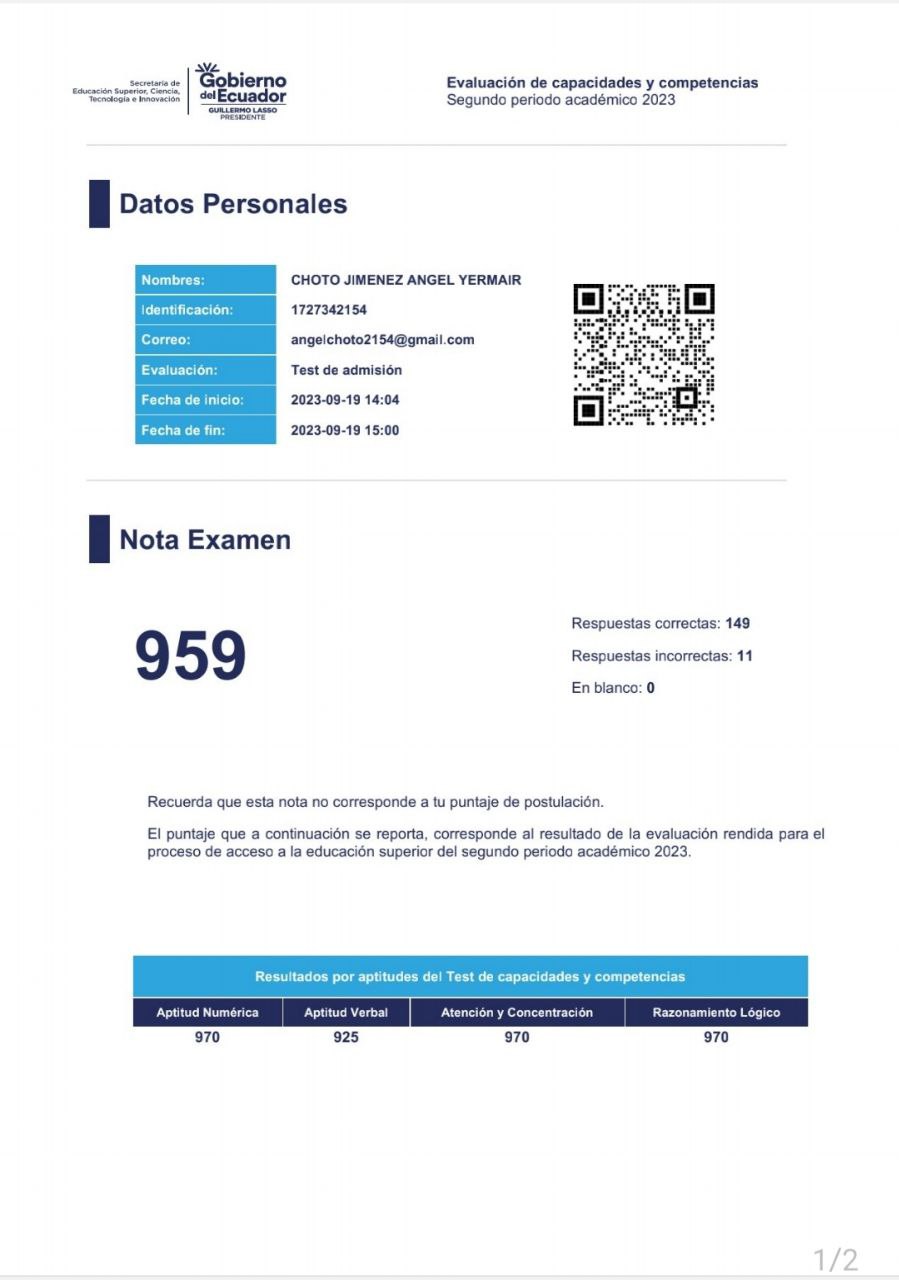 Secretaría de
Educación Superior, Ciencia,
Tecnología e Innovación
Gobierno
del Ecuador
GUILLERMO LASSO
PRESIDENTE
Evaluación de capacidades y competencias
Segundo periodo académico 2023
Datos Personales
Nombres: CHOTO JIMENEZ ANGEL YERMAIR
Identificación: 1727342154
Correo: angelchoto2154@gmail.com
Evaluación: Test de admisión
Fecha de inicio: 2023-09-19 14:04
Fecha de fin: 2023-09-19 15:00
Nota Examen
959
Respuestas correctas: 149
Respuestas incorrectas: 11
En blanco: 0
Recuerda que esta nota no corresponde a tu puntaje de postulación.
El puntaje que a continuación se reporta, corresponde al resultado de la evaluación rendida para el
proceso de acceso a la educación superior del segundo periodo académico 2023.
Resultados por aptitudes del Test de capacidades y competencias
Aptitud Numérica Aptitud Verbal Atención y Concentración Razonamiento Lógico
970 925 970 970
1/2